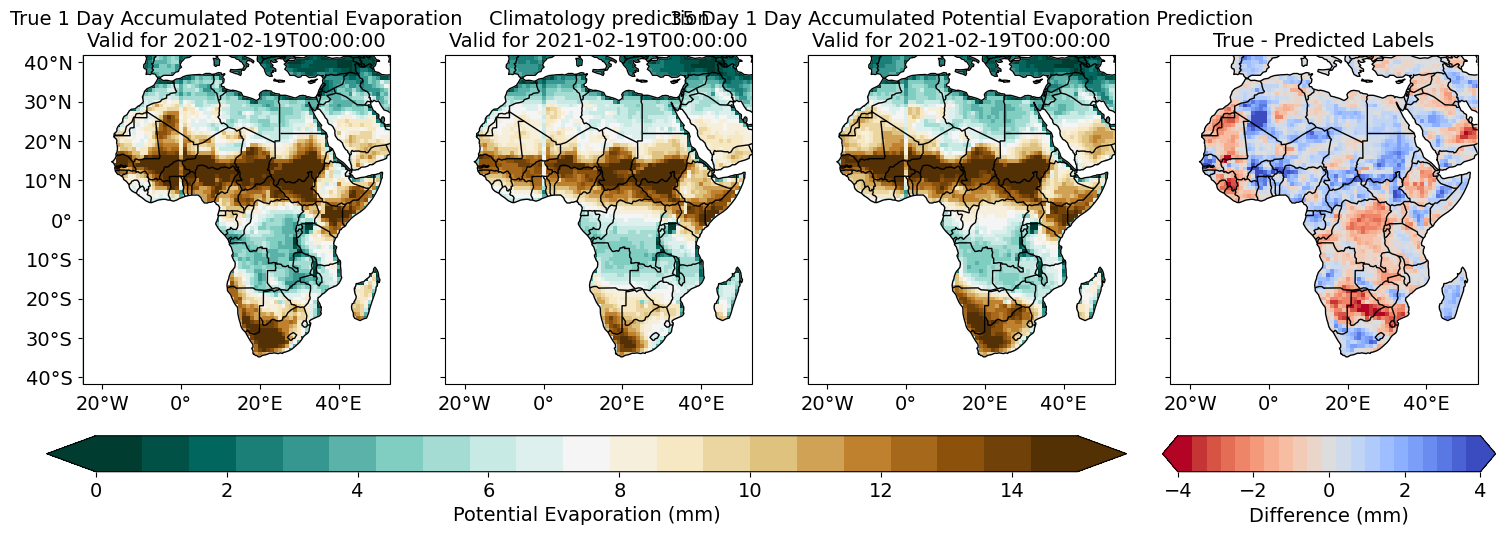 True 1 Day Accumulated Potential Evaporation
Valid for 2021-02-19T00:00:00
Climatology prediction
Valid for 2021-02-19T00:00:00
35 Day 1 Day Accumulated Potential Evaporation Prediction
Valid for 2021-02-19T00:00:00
True - Predicted Labels
40°N
30°N
20°N
10°N
0°
10°S
20°S
30°S
40°S
20°W 0° 20°E 40°E
20°W 0° 20°E 40°E
20°W 0° 20°E 40°E
20°W 0° 20°E 40°E
0 2 4 6 8 10 12 14
Potential Evaporation (mm)
−4 −2 0 2 4
Difference (mm)